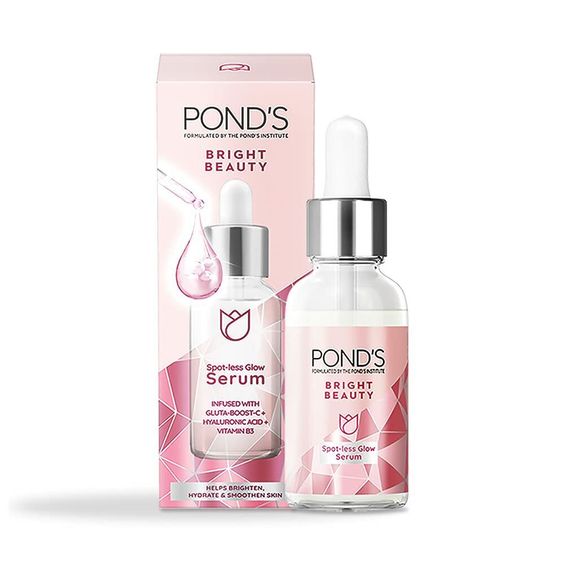 POND'S
FORMULATED BY THE POND'S INSTITUTE
BRIGHT
BEAUTY
Spot-less Glow
Serum
INFUSED WITH
GLUTA-BOOST-C +
HYALURONIC ACID +
VITAMIN B3
HELPS BRIGHTEN,
HYDRATE & SMOOTHEN SKIN
POND'S
FORMULATED BY THE POND'S INSTITUTE
BRIGHT
BEAUTY
Spot-less Glow
Serum